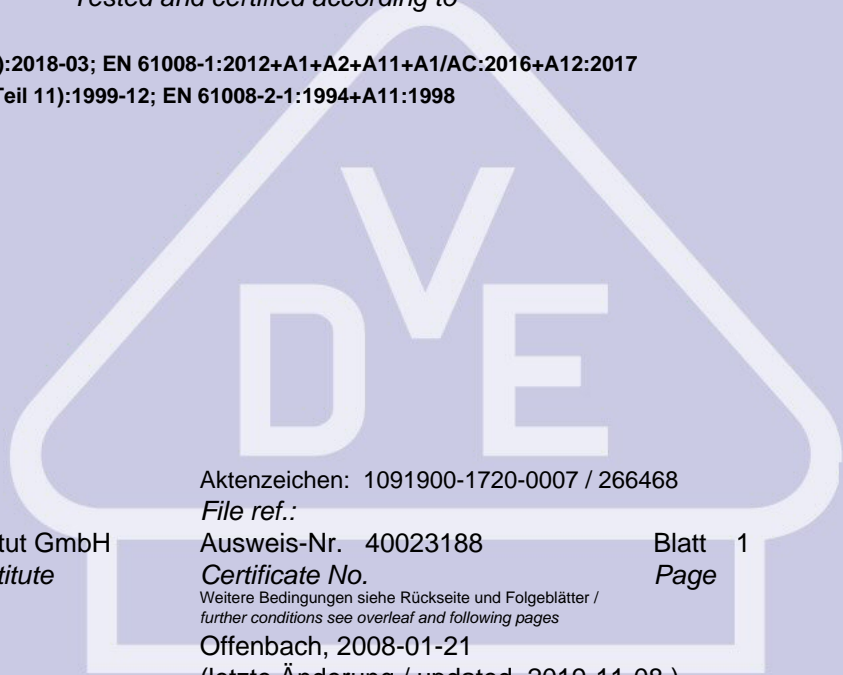 Tested and certified according to
):2018-03; EN 61008-1:2012+A1+A2+A11+A1/AC:2016+A12:2017
Teil 11):1999-12; EN 61008-2-1:1994+A11:1998
VDE
Aktenzeichen: 1091900-1720-0007 / 266468
File ref.:
tut GmbH Ausweis-Nr. 40023188 Blatt 1
titute Certificate No. Page
Weitere Bedingungen siehe Rückseite und Folgeblätter /
further conditions see overleaf and following pages
Offenbach, 2008-01-21
(letzte Änderung / updated 2019-11-08 )